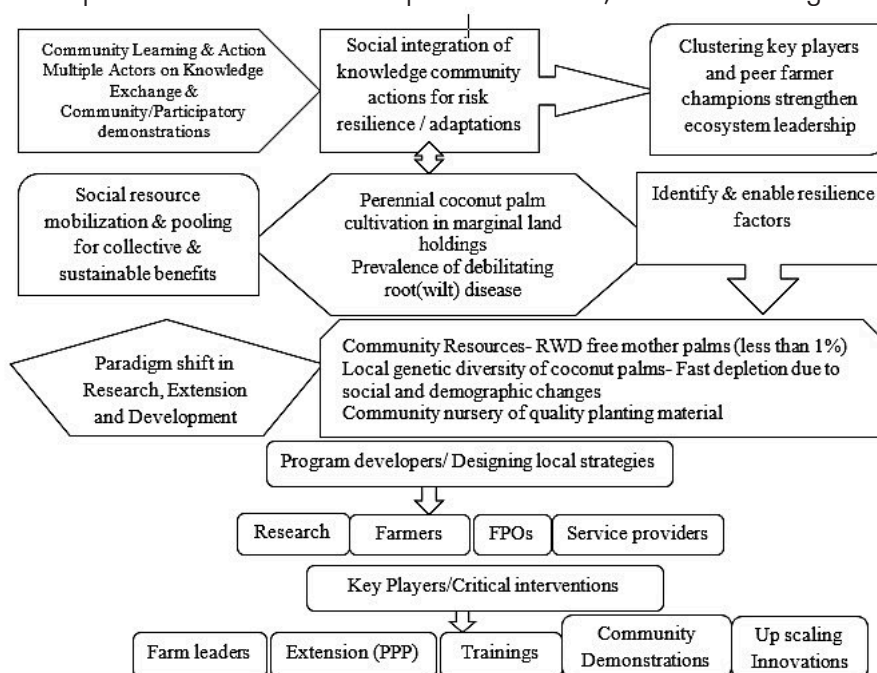 Community Learning & Action
Multiple Actors on Knowledge
Exchange &
Community/Participatory
demonstrations
Social integration of
knowledge community
actions for risk
resilience / adaptations
Clustering key players
and peer farmer
champions strengthen
ecosystem leadership
Social resource
mobilization & pooling
for collective &
sustainable benefits
Perennial coconut palm
cultivation in marginal land
holdings
Prevalence of debilitating
root(wilt) disease
Identify & enable resilience
factors
Paradigm shift in
Research, Extension
and Development
Community Resources- RWD free mother palms (less than 1%)
Local genetic diversity of coconut palms- Fast depletion due to
social and demographic changes
Community nursery of quality planting material
Program developers/ Designing local strategies
Research
Farmers
FPOs
Service providers
Key Players/Critical interventions
Farm leaders
Extension (PPP)
Trainings
Community
Demonstrations
Up scaling
Innovations